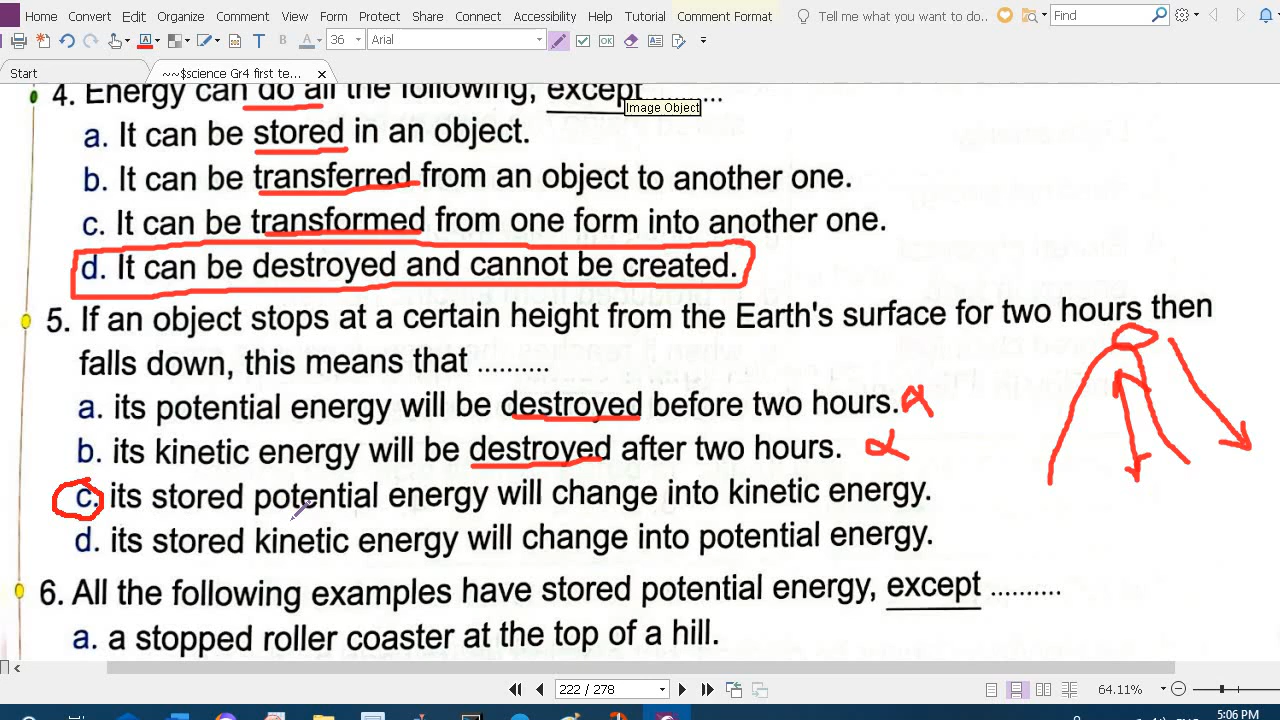 Home Convert Edit Organize Comment View Form Protect Share Connect Accessibility Help Tutorial Comment Format Tell me what you want to do... Find
36 Arial
Start ~~$science Gr4 first te... ×
4. Energy can do all the following, except ..........
Image Object
a. It can be stored in an object.
b. It can be transferred from an object to another one.
c. It can be transformed from one form into another one.
d. It can be destroyed and cannot be created.
5. If an object stops at a certain height from the Earth's surface for two hours then
falls down, this means that ..........
a. its potential energy will be destroyed before two hours.
b. its kinetic energy will be destroyed after two hours.
c. its stored potential energy will change into kinetic energy.
d. its stored kinetic energy will change into potential energy.
6. All the following examples have stored potential energy, except ..........
a. a stopped roller coaster at the top of a hill.
222 / 278 64.11%
5:06 PM